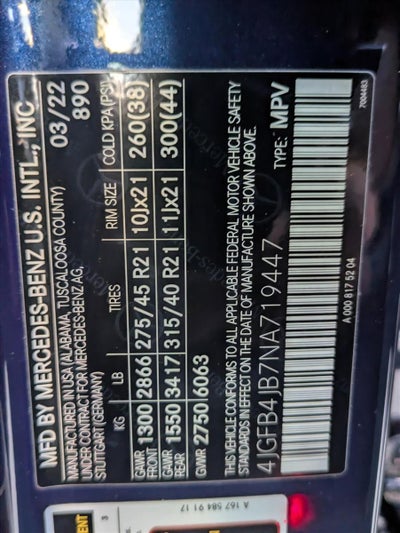 MFD BY MERCEDES-BENZ U.S. INTL., INC.
MANUFACTURED IN USA (ALABAMA, TUSCALOOSA COUNTY) 03/22
UNDER CONTRACT FOR MERCEDES-BENZ AG,
STUTTGART (GERMANY) 890
KG LB TIRES RIM SIZE COLD KPA(PSI)
GAWR FRONT 1300 2866 275/45 R21 10Jx21 260(38)
GAWR REAR 1550 3417 315/40 R21 11Jx21 300(44)
GVWR 2750 6063
THIS VEHICLE CONFORMS TO ALL APPLICABLE FEDERAL MOTOR VEHICLE SAFETY
STANDARDS IN EFFECT ON THE DATE OF MANUFACTURE SHOWN ABOVE.
4JGFB4JB7NA719447 TYPE: MPV
A 000 817 52 04 7004483
A 167 584 91 17
3